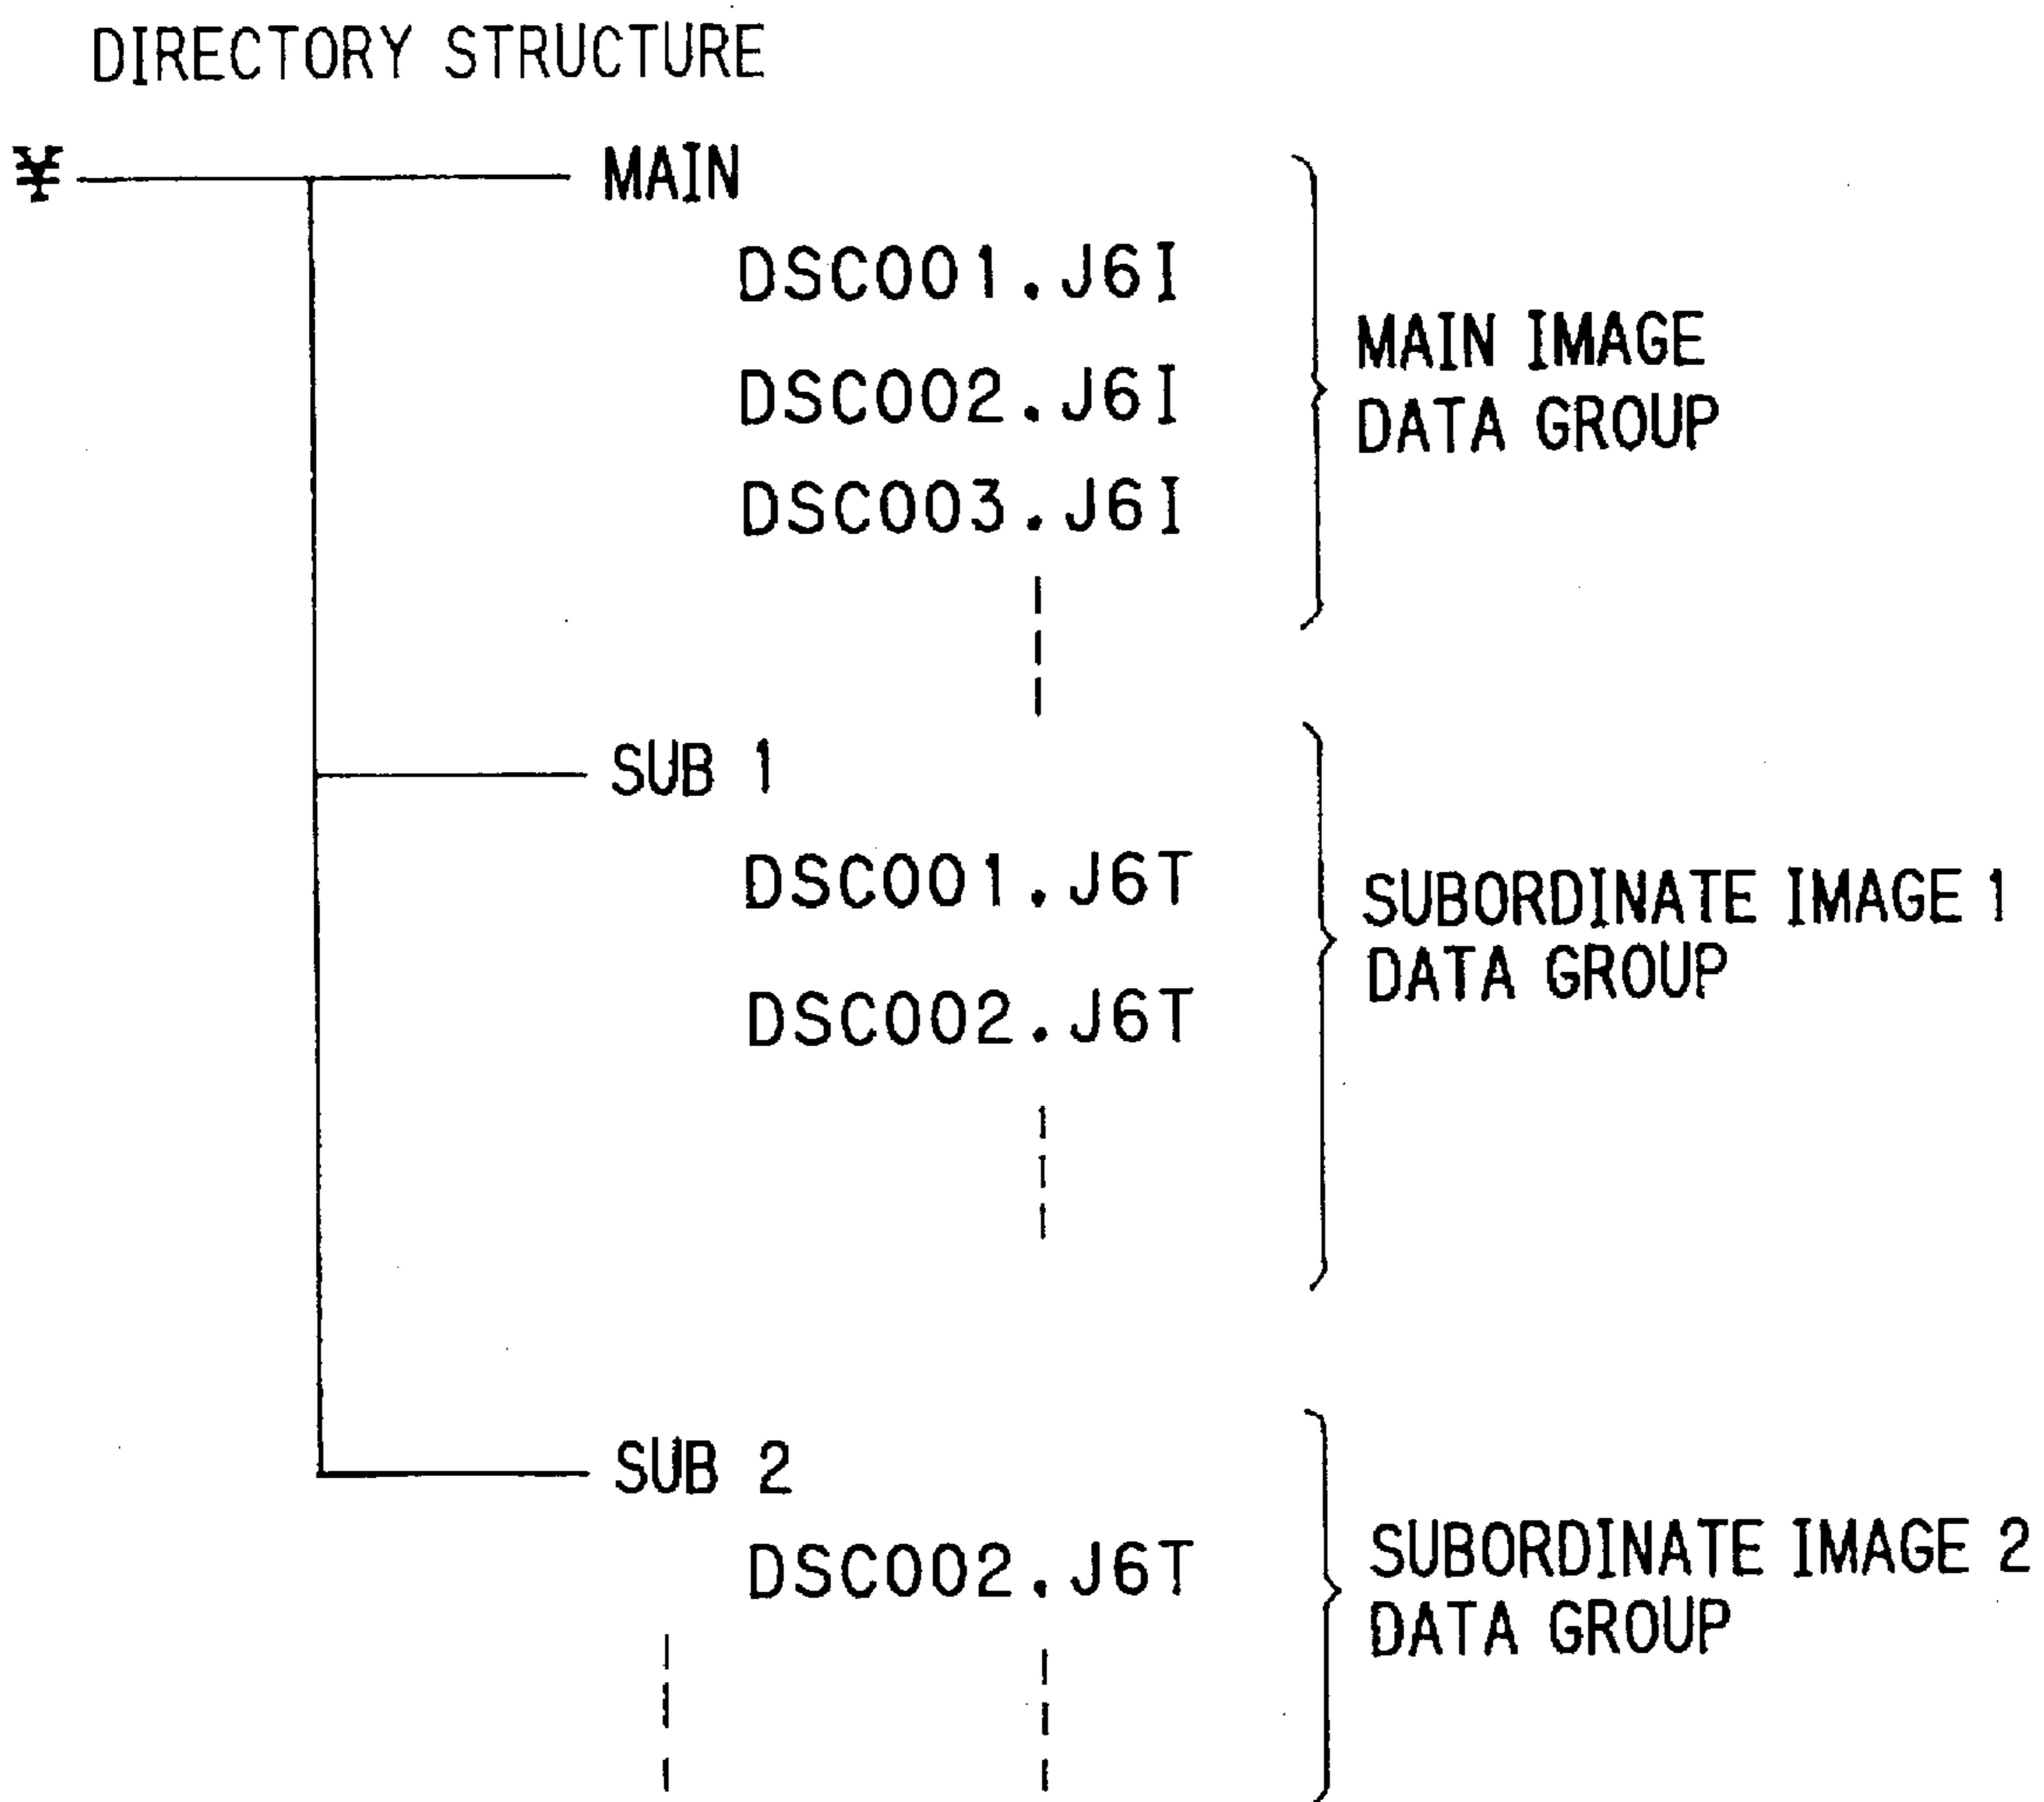 DIRECTORY STRUCTURE
¥ MAIN
DSC001.J6I
DSC002.J6I
DSC003.J6I
MAIN IMAGE
DATA GROUP
SUB 1
DSC001.J6T
DSC002.J6T
SUBORDINATE IMAGE 1
DATA GROUP
SUB 2
DSC002.J6T
SUBORDINATE IMAGE 2
DATA GROUP